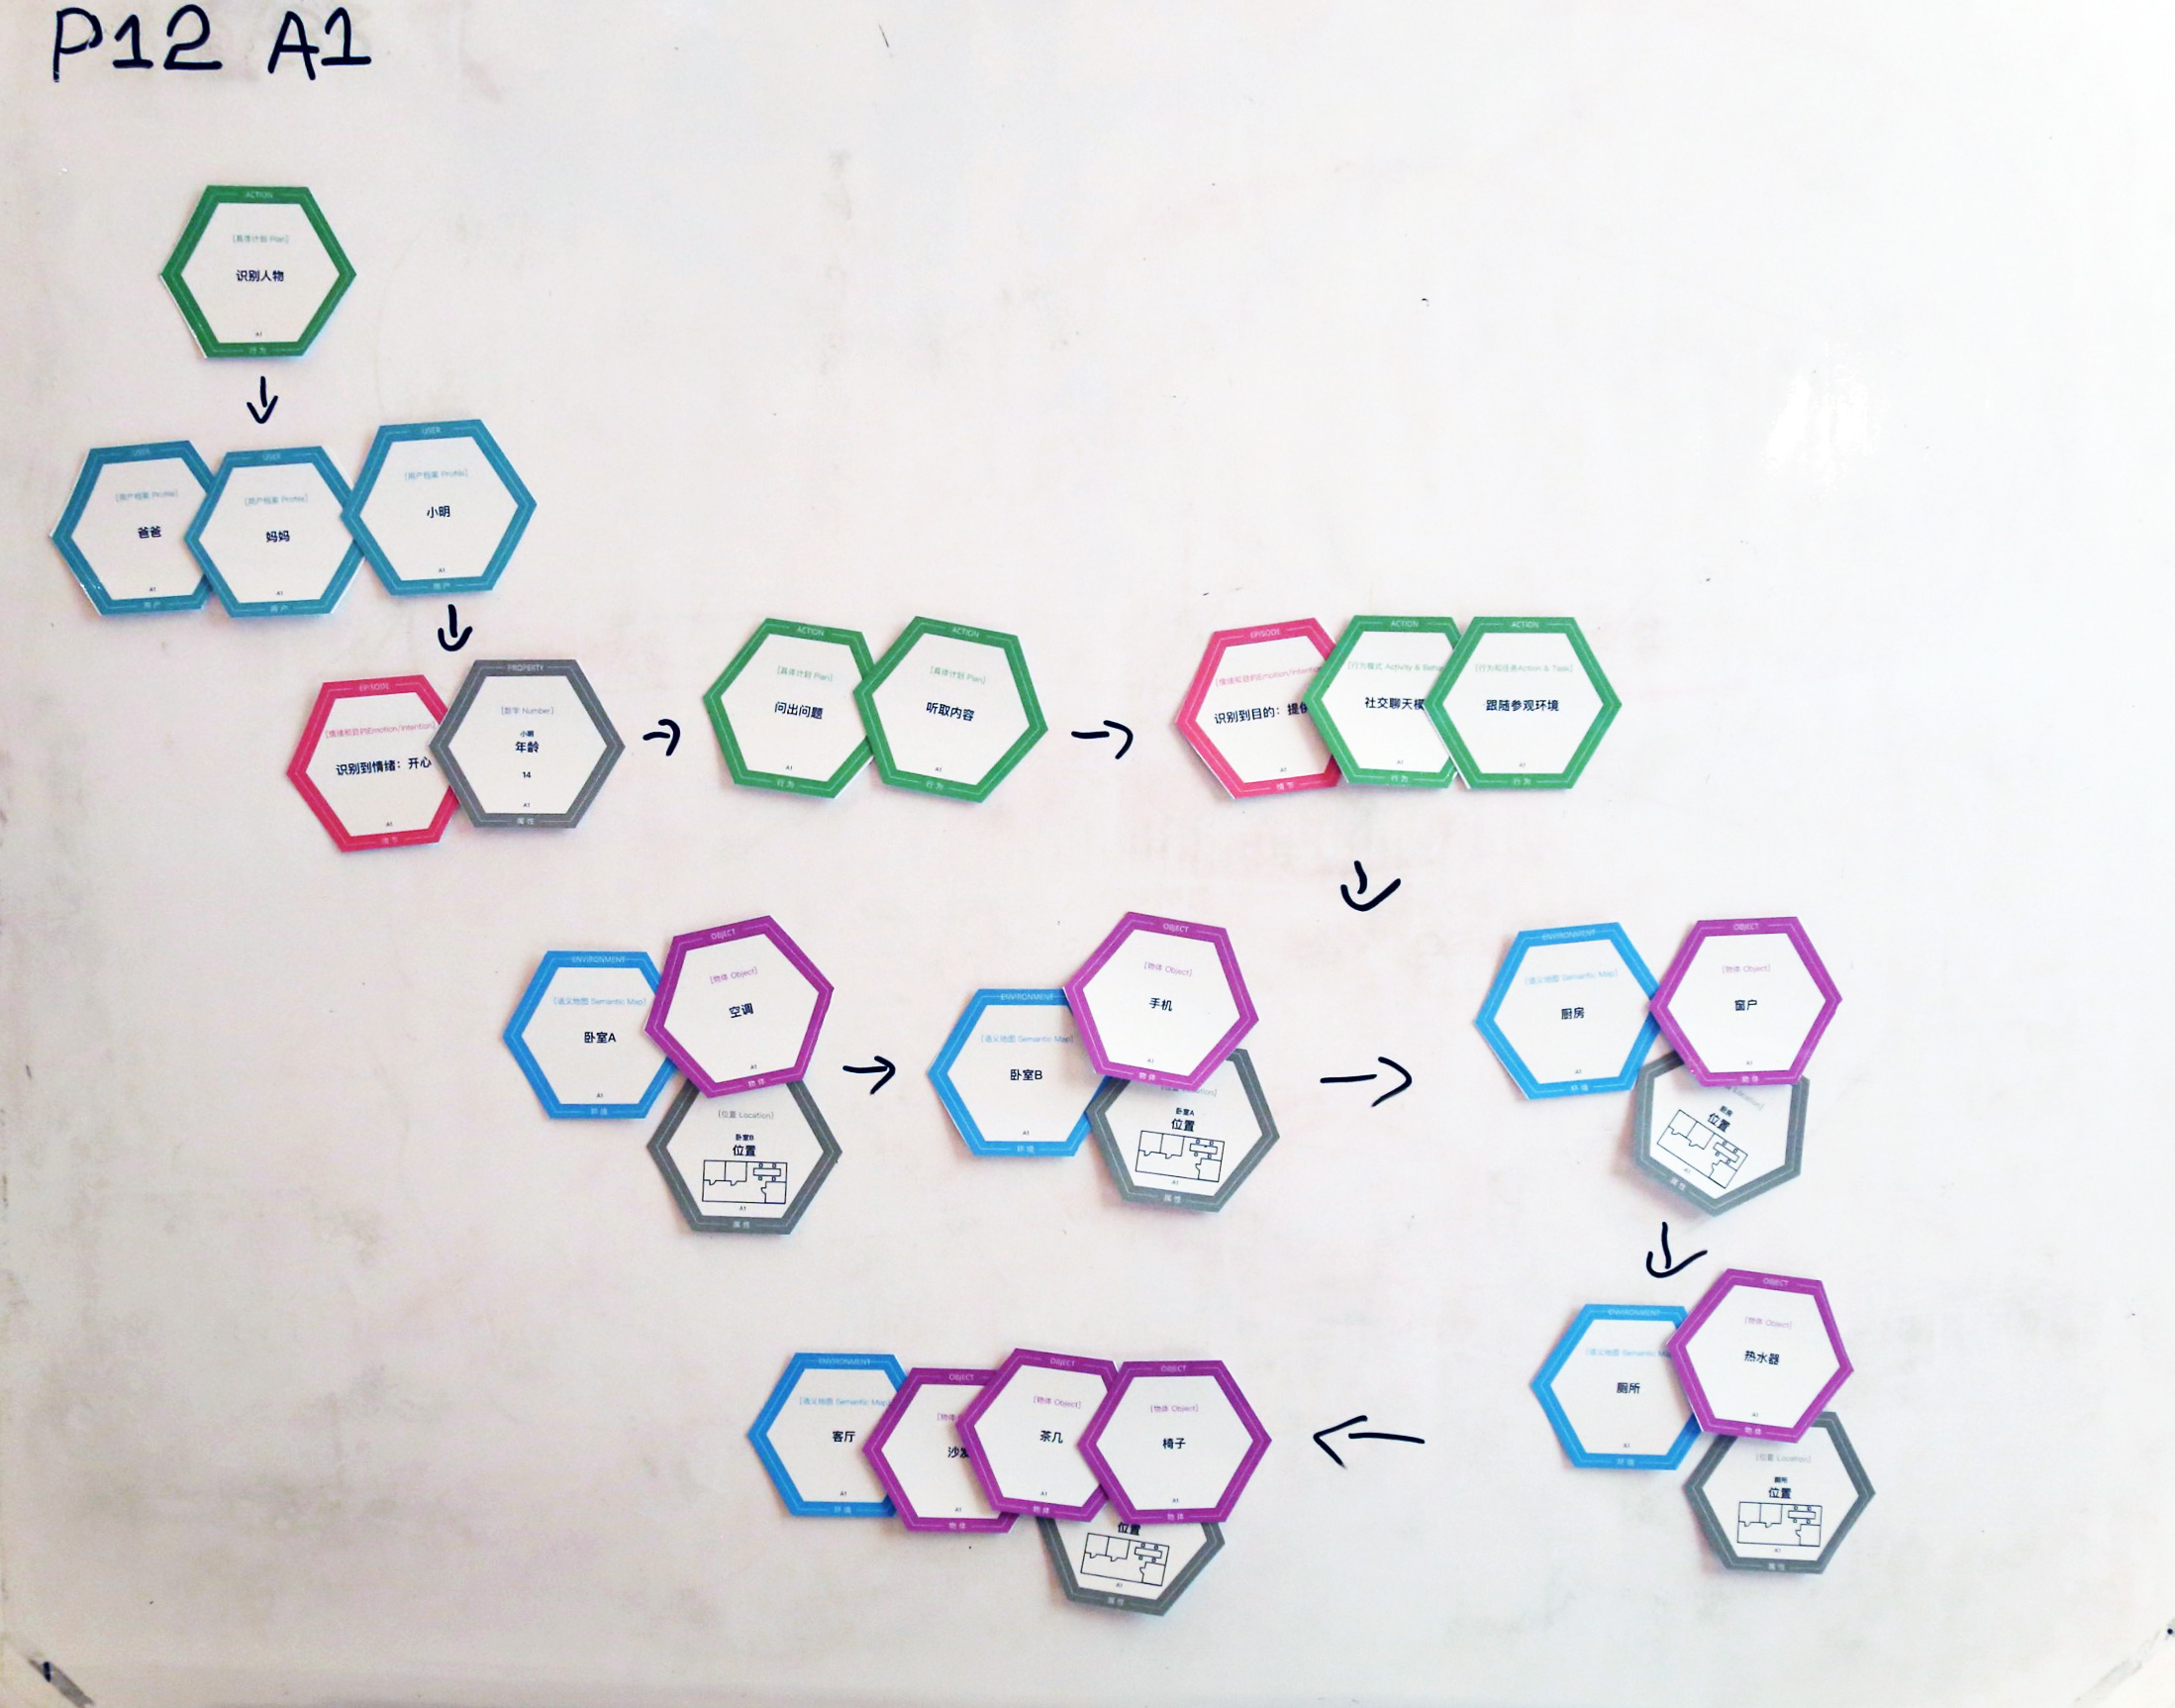 P12 A1
ACTION
[具体计划 Plan]
识别人物
A1
行为
USER
[用户档案 Profile]
爸爸
A1
用户
USER
[用户档案 Profile]
妈妈
A1
用户
USER
[用户档案 Profile]
小明
A1
用户
EPISODE
[情绪和目的Emotion/Intention]
识别到情绪：开心
A1
情节
PROPERTY
[数字 Number]
小明
年龄
14
A1
属性
ACTION
[具体计划 Plan]
问出问题
A1
行为
ACTION
[具体计划 Plan]
听取内容
A1
行为
EPISODE
[情绪和目的Emotion/Intention
识别到目的：提供
A1
情节
ACTION
[行为模式 Activity & Behav
社交聊天模
A1
行为
ACTION
[行为和任务Action & Task]
跟随参观环境
A1
行为
ENVIRONMENT
[语义地图 Semantic Map]
卧室A
A1
环境
OBJECT
[物体 Object]
空调
A1
物体
[位置 Location]
卧室B
位置
A1
属性
ENVIRONMENT
[语义地图 Semantic Map]
卧室B
A1
环境
OBJECT
[物体 Object]
手机
A1
物体
卧室A
位置
A1
属性
ENVIRONMENT
[语义地图 Semantic Map]
厨房
A1
环境
OBJECT
[物体 Object]
窗户
A1
物体
厨房
位置
A1
属性
ENVIRONMENT
[语义地图 Semantic Ma
厕所
A1
环境
OBJECT
[物体 Object]
热水器
A1
物体
[位置 Location]
厕所
位置
A1
属性
ENVIRONMENT
[语义地图 Semantic Map
客厅
A1
环境
OBJECT
[物体
沙发
A1
物体
OBJECT
[物体 Object]
茶几
A1
物体
OBJECT
[物体 Object]
椅子
A1
物体
位置
A1
属性